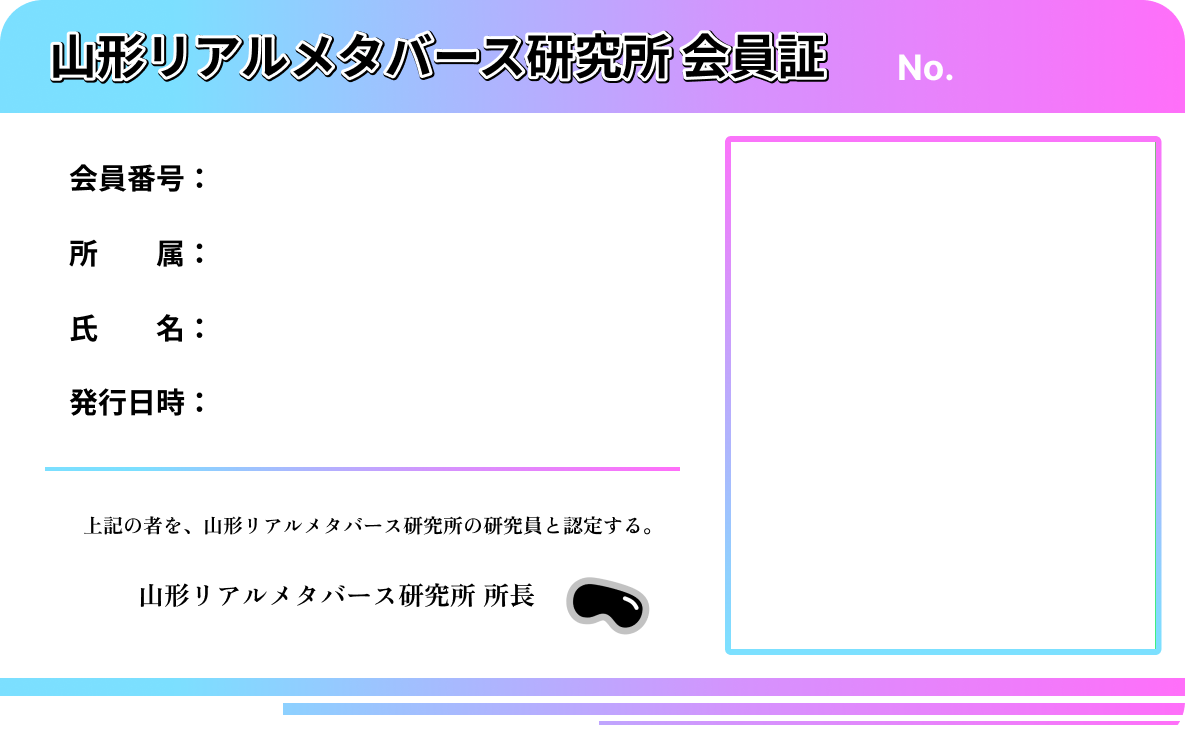 山形リアルメタバース研究所 会員証 No.
会員番号：
所　　属：
氏　　名：
発行日時：
上記の者を、山形リアルメタバース研究所の研究員と認定する。
山形リアルメタバース研究所 所長